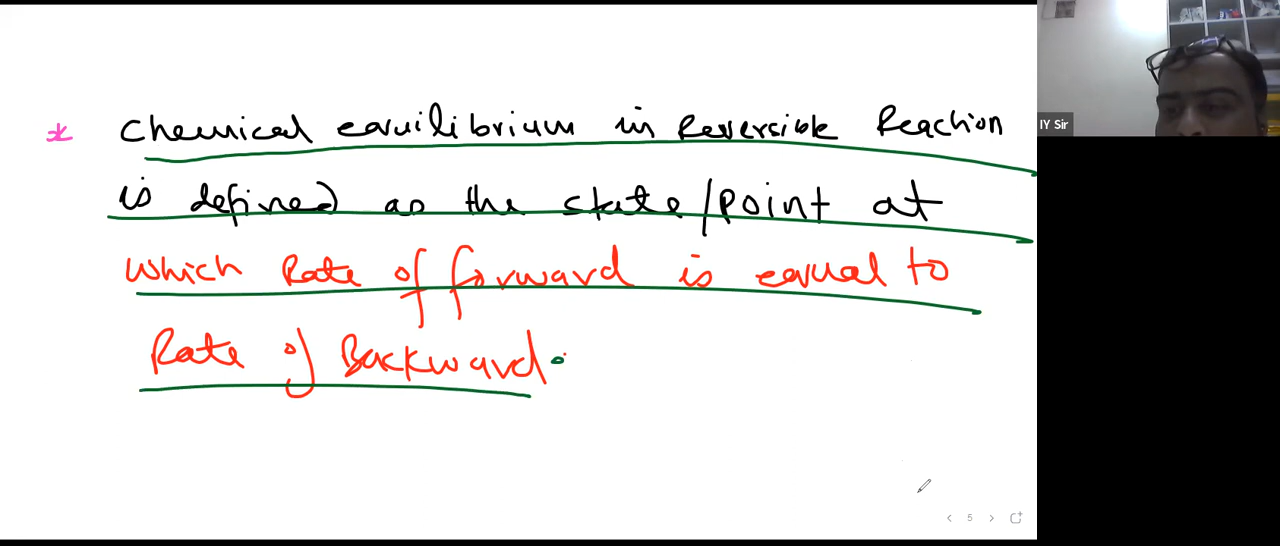 * Chemical equilibrium in Reversible Reaction
is defined as the state/point at
which Rate of forward is equal to
Rate of Backward.
IY Sir
< 5 >